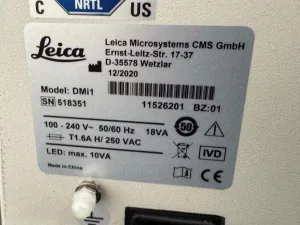 C NRTL US
Leica
Leica Microsystems CMS GmbH
Ernst-Leitz-Str. 17-37
D-35578 Wetzlar
12/2020
Model: DMi1
SN 518351
11526201 BZ:01
100 - 240 V~ 50/60 Hz 18VA
T1.6A H/ 250 VAC
LED: max. 10VA
Made in China
50
IVD